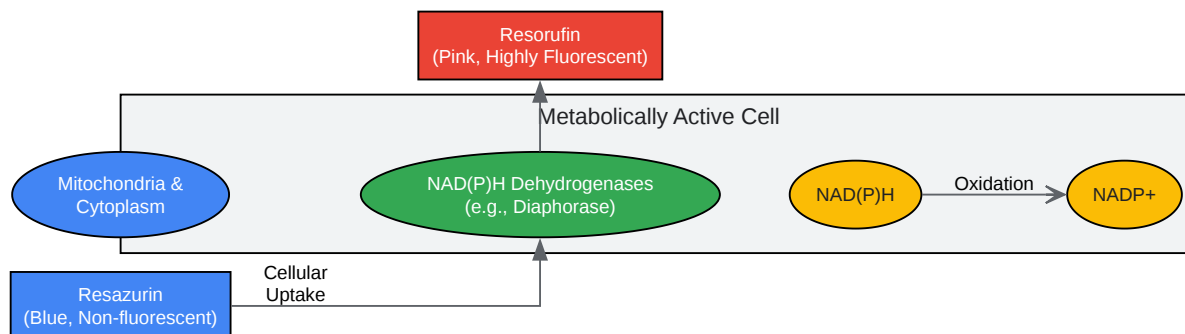 Resorufin
(Pink, Highly Fluorescent)
Metabolically Active Cell
Mitochondria &
Cytoplasm
NAD(P)H Dehydrogenases
(e.g., Diaphorase)
NAD(P)H
Oxidation
NADP+
Cellular
Uptake
Resazurin
(Blue, Non-fluorescent)